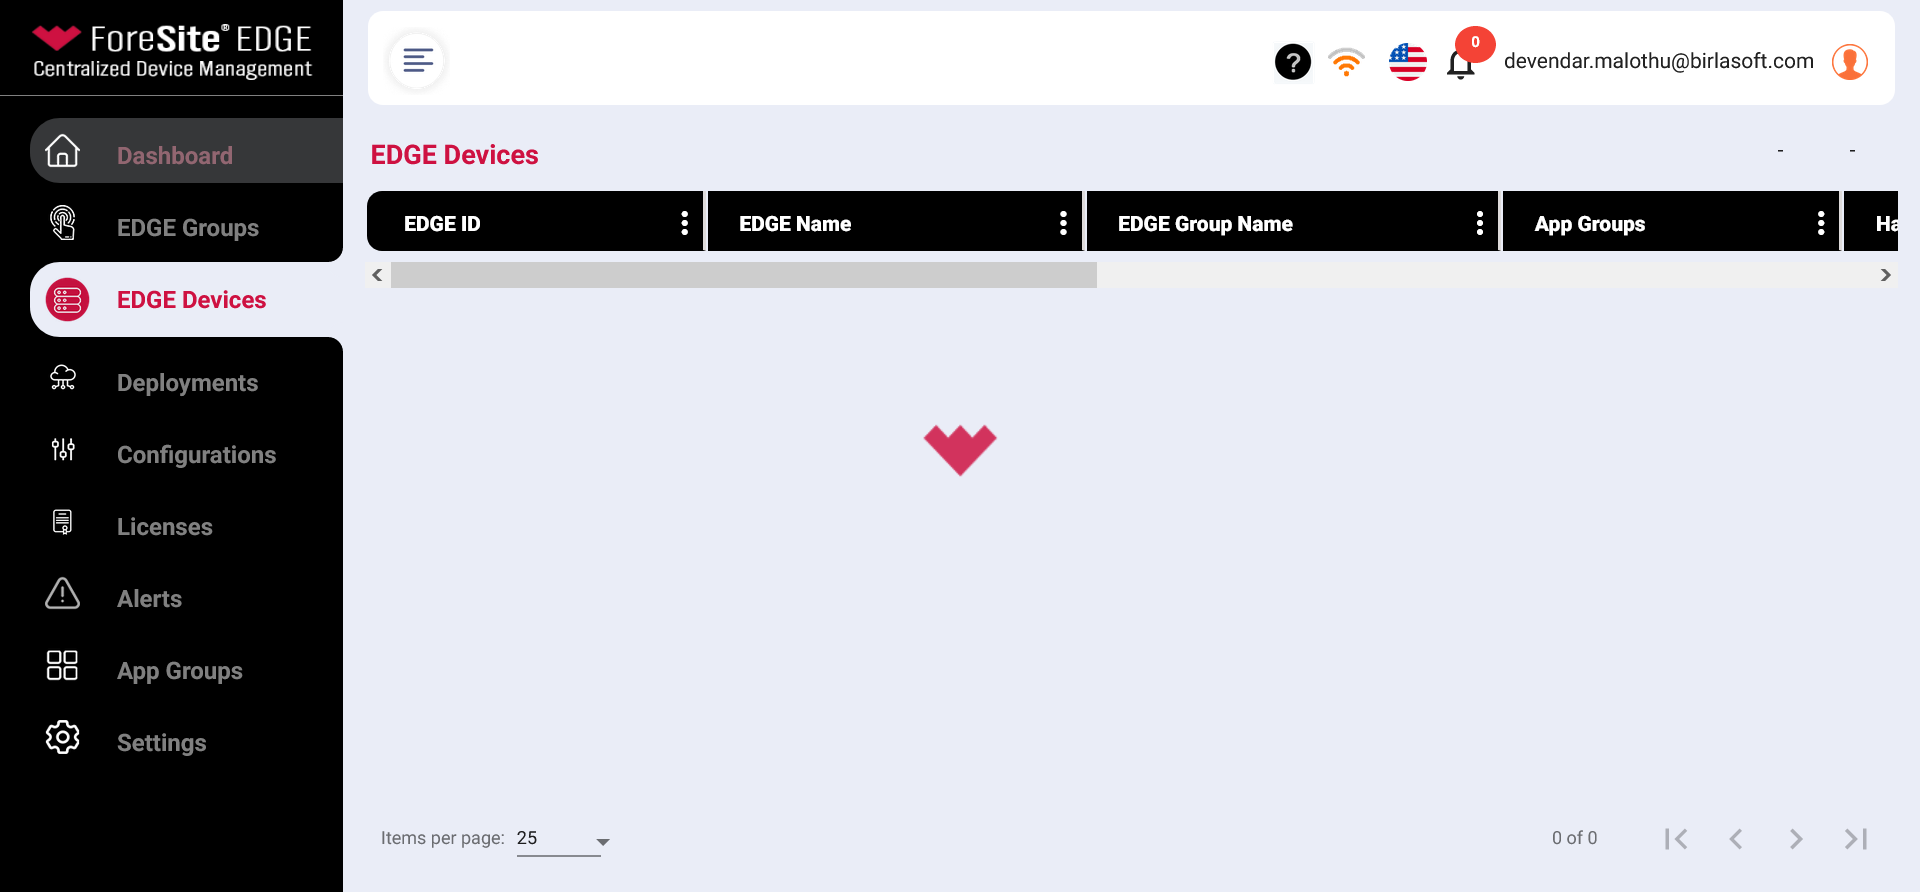 ForeSite® EDGE
Centralized Device Management
?
0
devendar.malothu@birlasoft.com
Dashboard
EDGE Groups
EDGE Devices
Deployments
Configurations
Licenses
Alerts
App Groups
Settings
EDGE Devices
- -
EDGE ID EDGE Name EDGE Group Name App Groups Ha
Items per page: 25
0 of 0